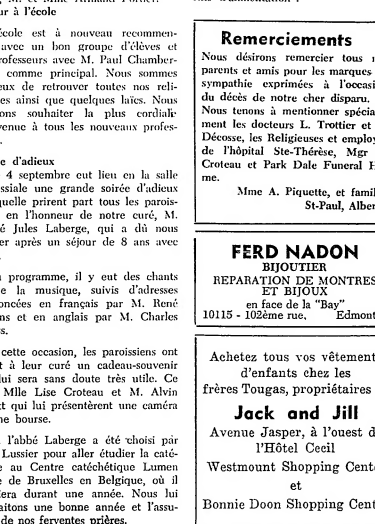 r à l'école
école est à nouveau recommen-
avec un bon groupe d'élèves et
rofesseurs avec M. Paul Chamber-
comme principal. Nous sommes
eux de retrouver toutes nos reli-
es ainsi que quelques laïcs. Nous
ons souhaiter la plus cordiale
venue à tous les nouveaux profes-
.
e d'adieux
4 septembre eut lieu en la salle
ssiale une grande soirée d'adieux
quelle prirent part tous les parois-
en l'honneur de notre curé, M.
é Jules Laberge, qui a dû nous
er après un séjour de 8 ans avec
.
programme, il y eut des chants
e la musique, suivis d'adresses
oncées en français par M. René
ns et en anglais par M. Charles
s.
cette occasion, les paroissiens ont
t à leur curé un cadeau-souvenir
lui sera sans doute très utile. Ce
Mlle Lise Croteau et M. Alvin
t qui lui présentèrent une caméra
ne bourse.
l'abbé Laberge a été choisi par
Lussier pour aller étudier la caté-
e au Centre catéchétique Lumen
e de Bruxelles en Belgique, où il
era durant une année. Nous lui
aitons une bonne année et l'assu-
de nos ferventes prières.
Remerciements
Nous désirons remercier tous n
parents et amis pour les marques
sympathie exprimées à l'occasi
du décès de notre cher disparu.
Nous tenons à mentionner spécia
ment les docteurs L. Trottier et
Décosse, les Religieuses et employ
de l'hôpital Ste-Thérèse, Mgr
Croteau et Park Dale Funeral H
me.
Mme A. Piquette, et famil
St-Paul, Alber
FERD NADON
BIJOUTIER
REPARATION DE MONTRES
ET BIJOUX
en face de la "Bay"
10115 - 102ème rue, Edmont
Achetez tous vos vêtement
d'enfants chez les
frères Tougas, propriétaires
Jack and Jill
Avenue Jasper, à l'ouest d
l'Hôtel Cecil
Westmount Shopping Cent
et
Bonnie Doon Shopping Cent